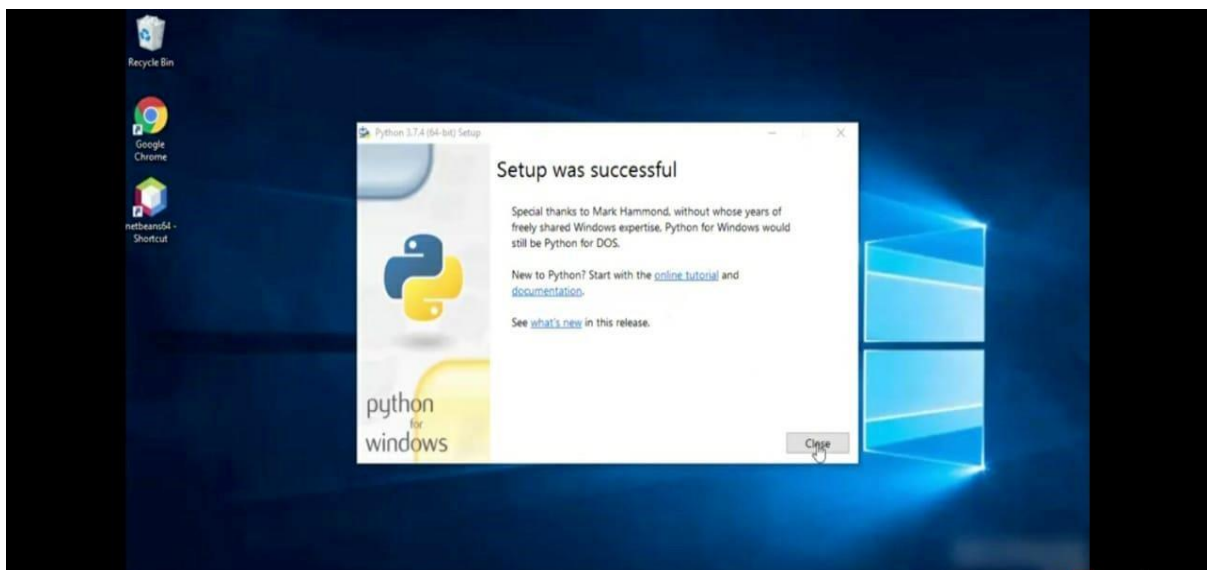 Recycle Bin
Google
Chrome
netbeans64 -
Shortcut
Python 3.7.4 (64-bit) Setup
Setup was successful
Special thanks to Mark Hammond, without whose years of
freely shared Windows expertise, Python for Windows would
still be Python for DOS.
New to Python? Start with the online tutorial and
documentation.
See what's new in this release.
python
for
windows
Close